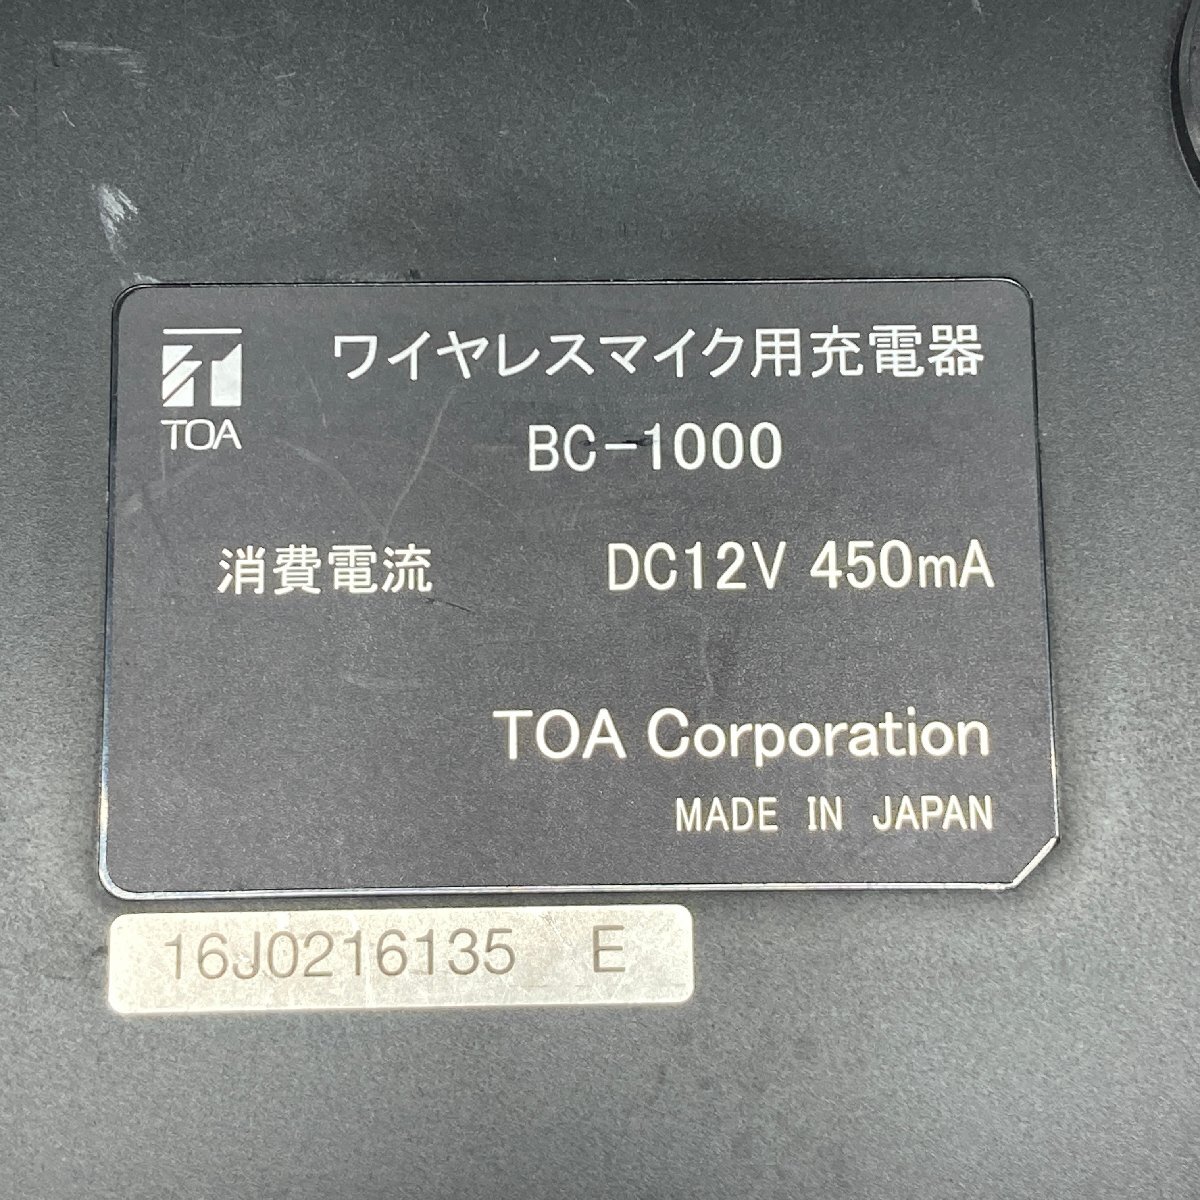 TOA
ワイヤレスマイク用充電器
BC-1000
消費電流 DC12V 450mA
TOA Corporation
MADE IN JAPAN
16J0216135 E